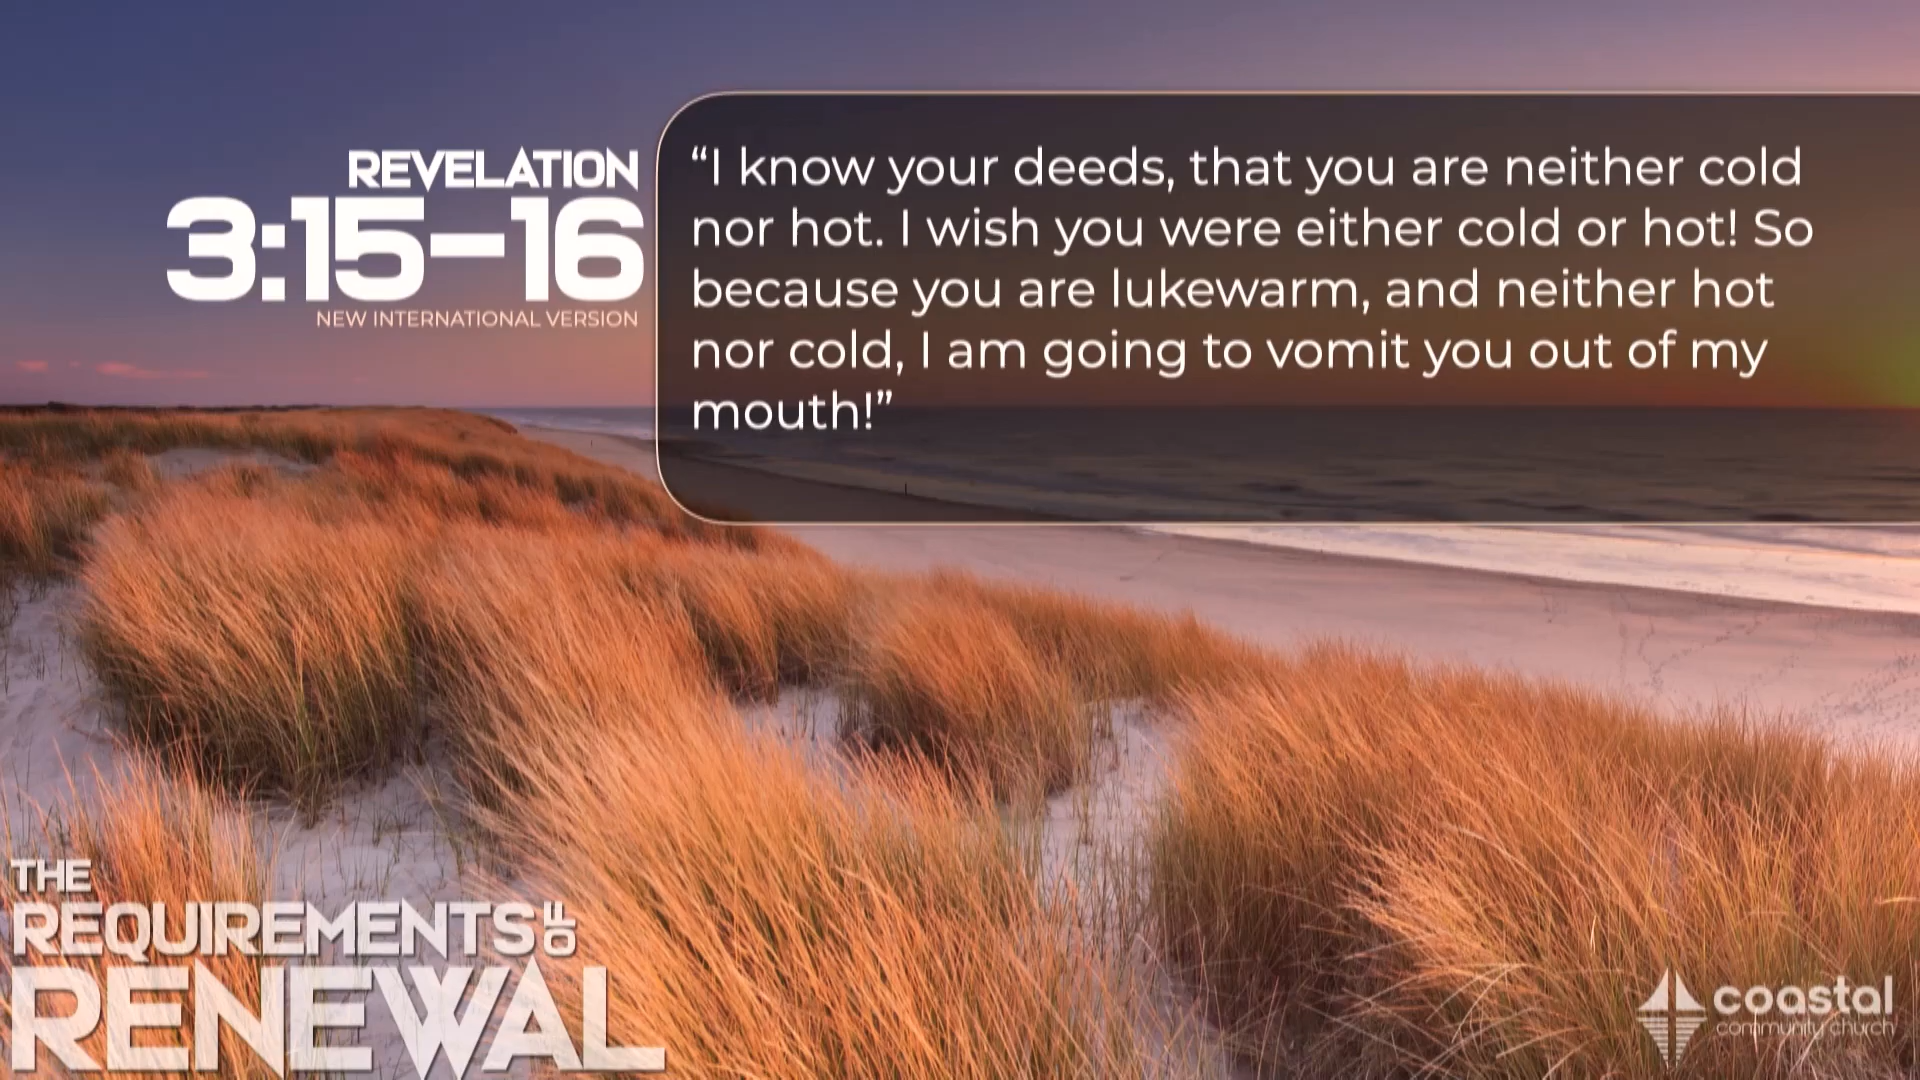 REVELATION
3:15-16
NEW INTERNATIONAL VERSION
“I know your deeds, that you are neither cold
nor hot. I wish you were either cold or hot! So
because you are lukewarm, and neither hot
nor cold, I am going to vomit you out of my
mouth!”
THE
REQUIREMENTS OF
RENEWAL
coastal
community church